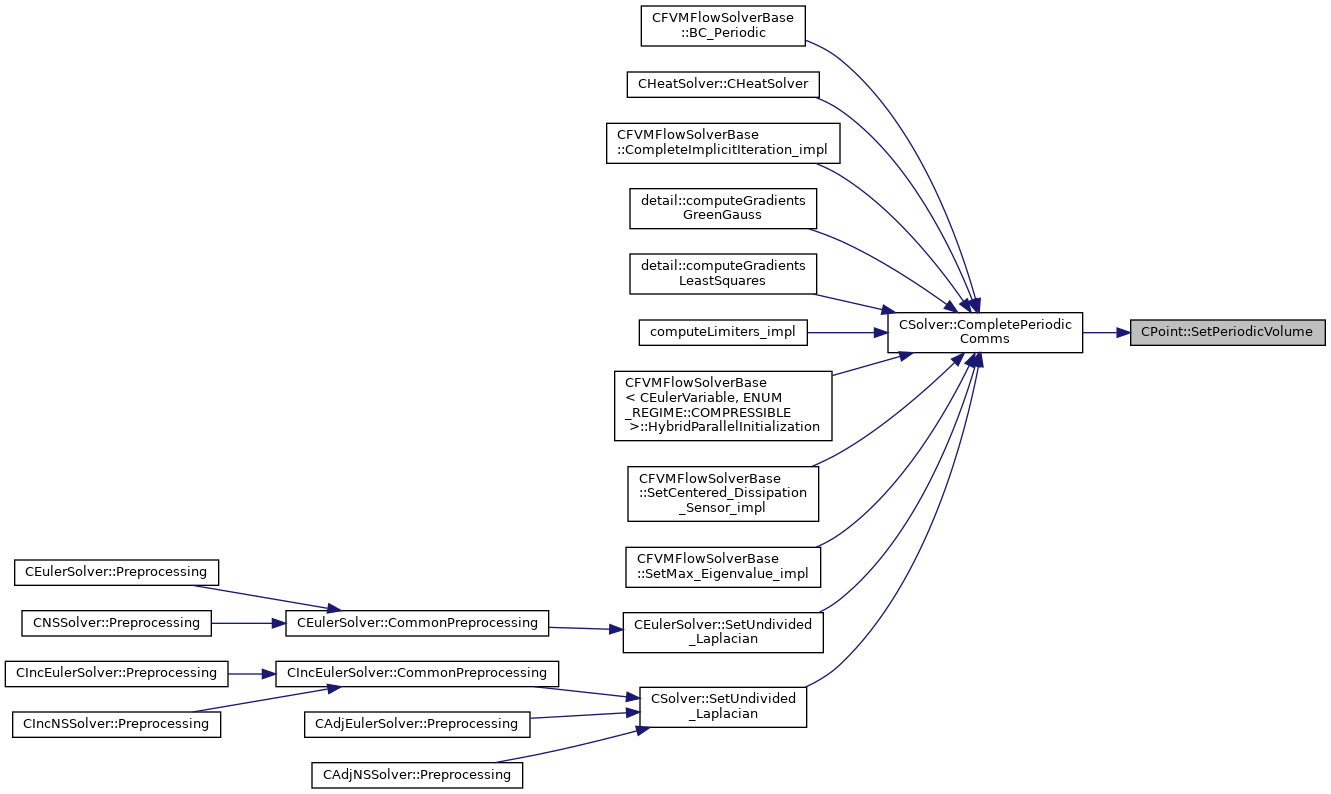 CFVMFlowSolverBase
::BC_Periodic
CHeatSolver::CHeatSolver
CFVMFlowSolverBase
::CompleteImplicitIteration_impl
detail::computeGradients
GreenGauss
detail::computeGradients
LeastSquares
computeLimiters_impl
CSolver::CompletePeriodic
Comms
CPoint::SetPeriodicVolume
CFVMFlowSolverBase
< CEulerVariable, ENUM
_REGIME::COMPRESSIBLE
>::HybridParallelInitialization
CFVMFlowSolverBase
::SetCentered_Dissipation
_Sensor_impl
CFVMFlowSolverBase
::SetMax_Eigenvalue_impl
CEulerSolver::Preprocessing
CNSSolver::Preprocessing
CEulerSolver::CommonPreprocessing
CEulerSolver::SetUndivided
_Laplacian
CIncEulerSolver::Preprocessing
CIncEulerSolver::CommonPreprocessing
CSolver::SetUndivided
_Laplacian
CIncNSSolver::Preprocessing
CAdjEulerSolver::Preprocessing
CAdjNSSolver::Preprocessing